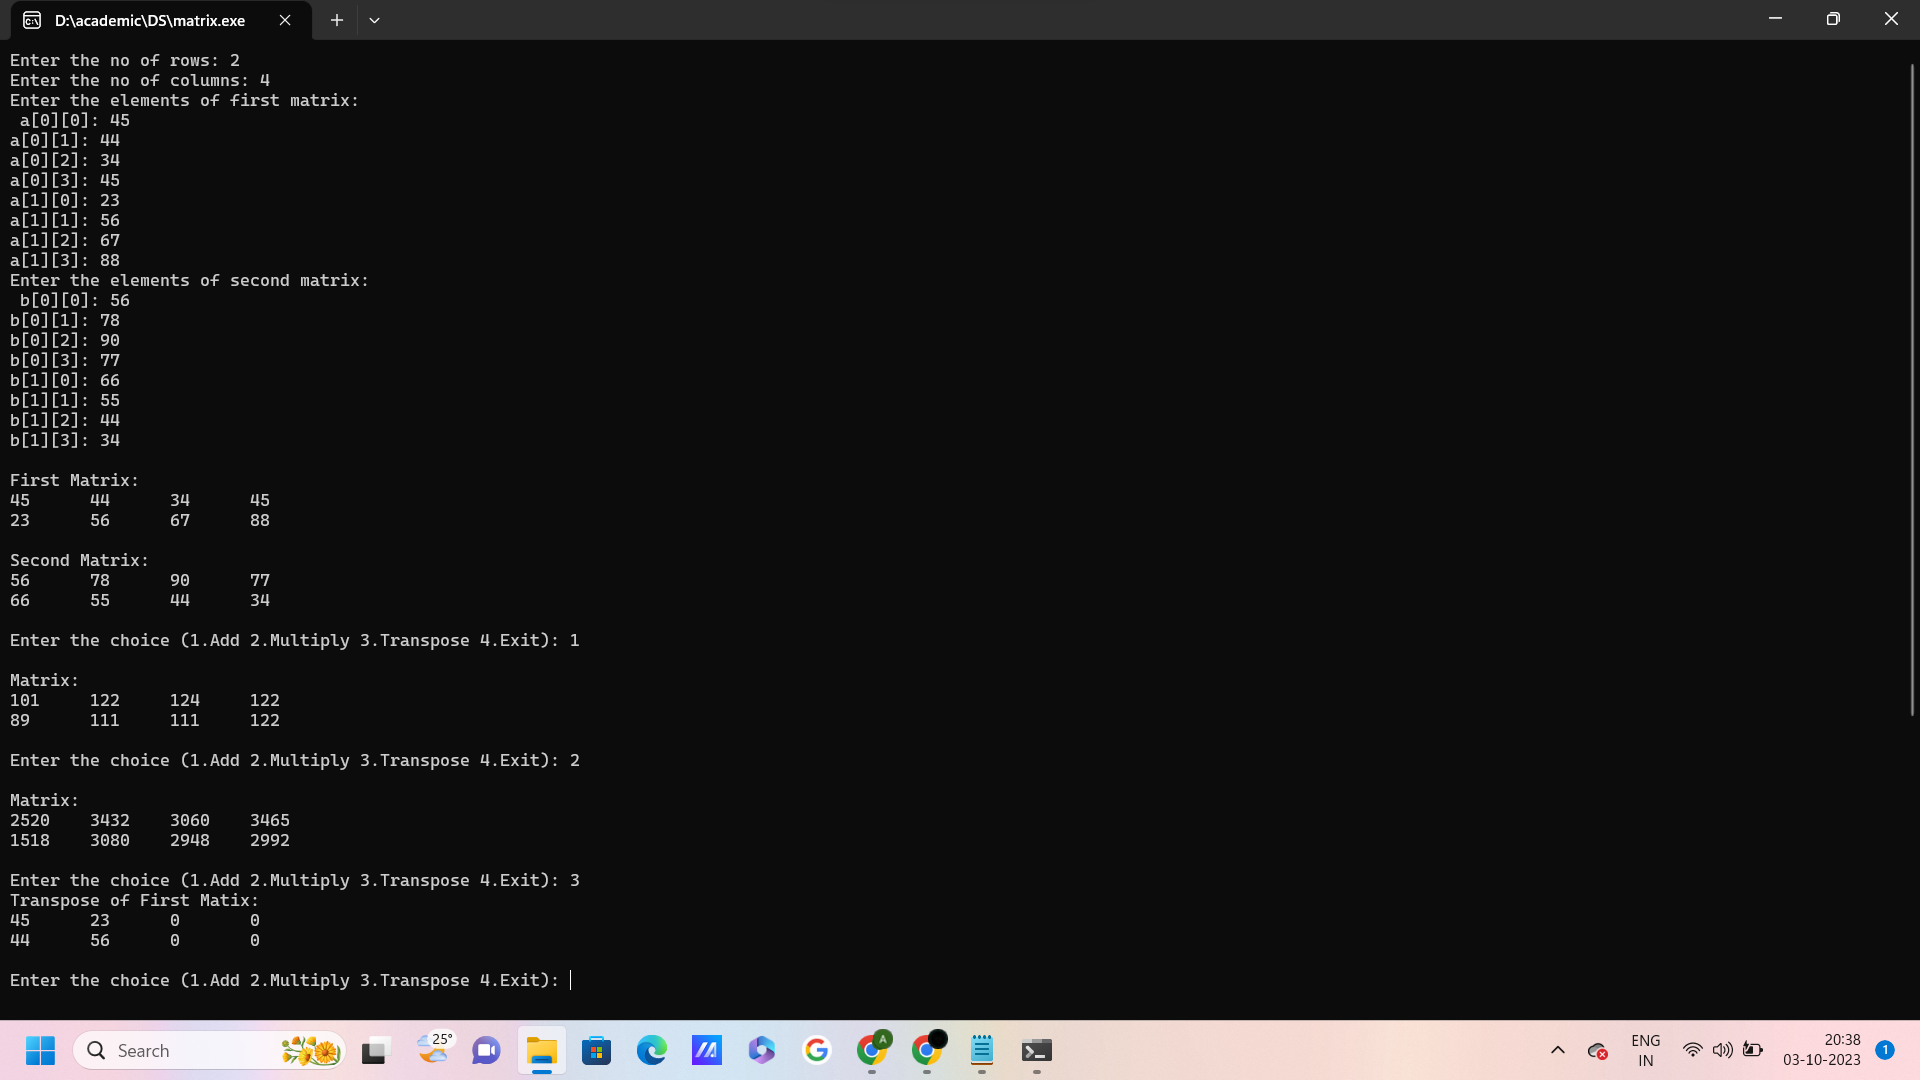 D:\academic\DS\matrix.exe
Enter the no of rows: 2
Enter the no of columns: 4
Enter the elements of first matrix:
 a[0][0]: 45
a[0][1]: 44
a[0][2]: 34
a[0][3]: 45
a[1][0]: 23
a[1][1]: 56
a[1][2]: 67
a[1][3]: 88
Enter the elements of second matrix:
 b[0][0]: 56
b[0][1]: 78
b[0][2]: 90
b[0][3]: 77
b[1][0]: 66
b[1][1]: 55
b[1][2]: 44
b[1][3]: 34
First Matrix:
45      44      34      45
23      56      67      88
Second Matrix:
56      78      90      77
66      55      44      34
Enter the choice (1.Add 2.Multiply 3.Transpose 4.Exit): 1
Matrix:
101     122     124     122
89      111     111     122
Enter the choice (1.Add 2.Multiply 3.Transpose 4.Exit): 2
Matrix:
2520    3432    3060    3465
1518    3080    2948    2992
Enter the choice (1.Add 2.Multiply 3.Transpose 4.Exit): 3
Transpose of First Matix:
45      23      0       0
44      56      0       0
Enter the choice (1.Add 2.Multiply 3.Transpose 4.Exit):
Search
25°
A
ENG
IN
20:38
03-10-2023
1